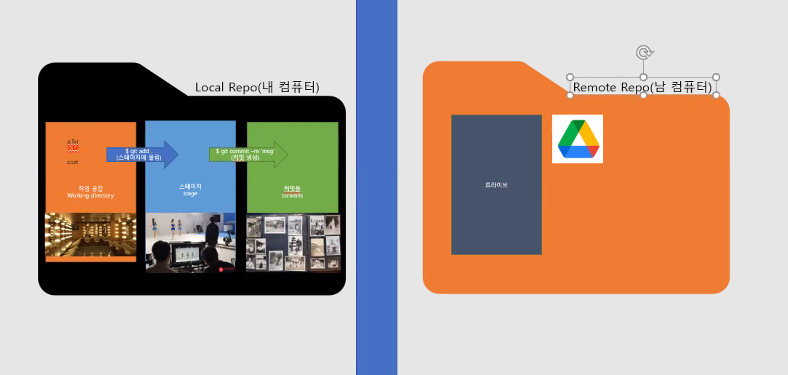 Local Repo(내 컴퓨터)
a.Txt
b.Txt
c.txt
$ git add
(스테이지에 올림)
$ git commit –m 'msg'
(커밋 생성)
작업 공간
Working directory
스테이지
stage
커밋들
commits
Remote Repo(남 컴퓨터)
트라이브